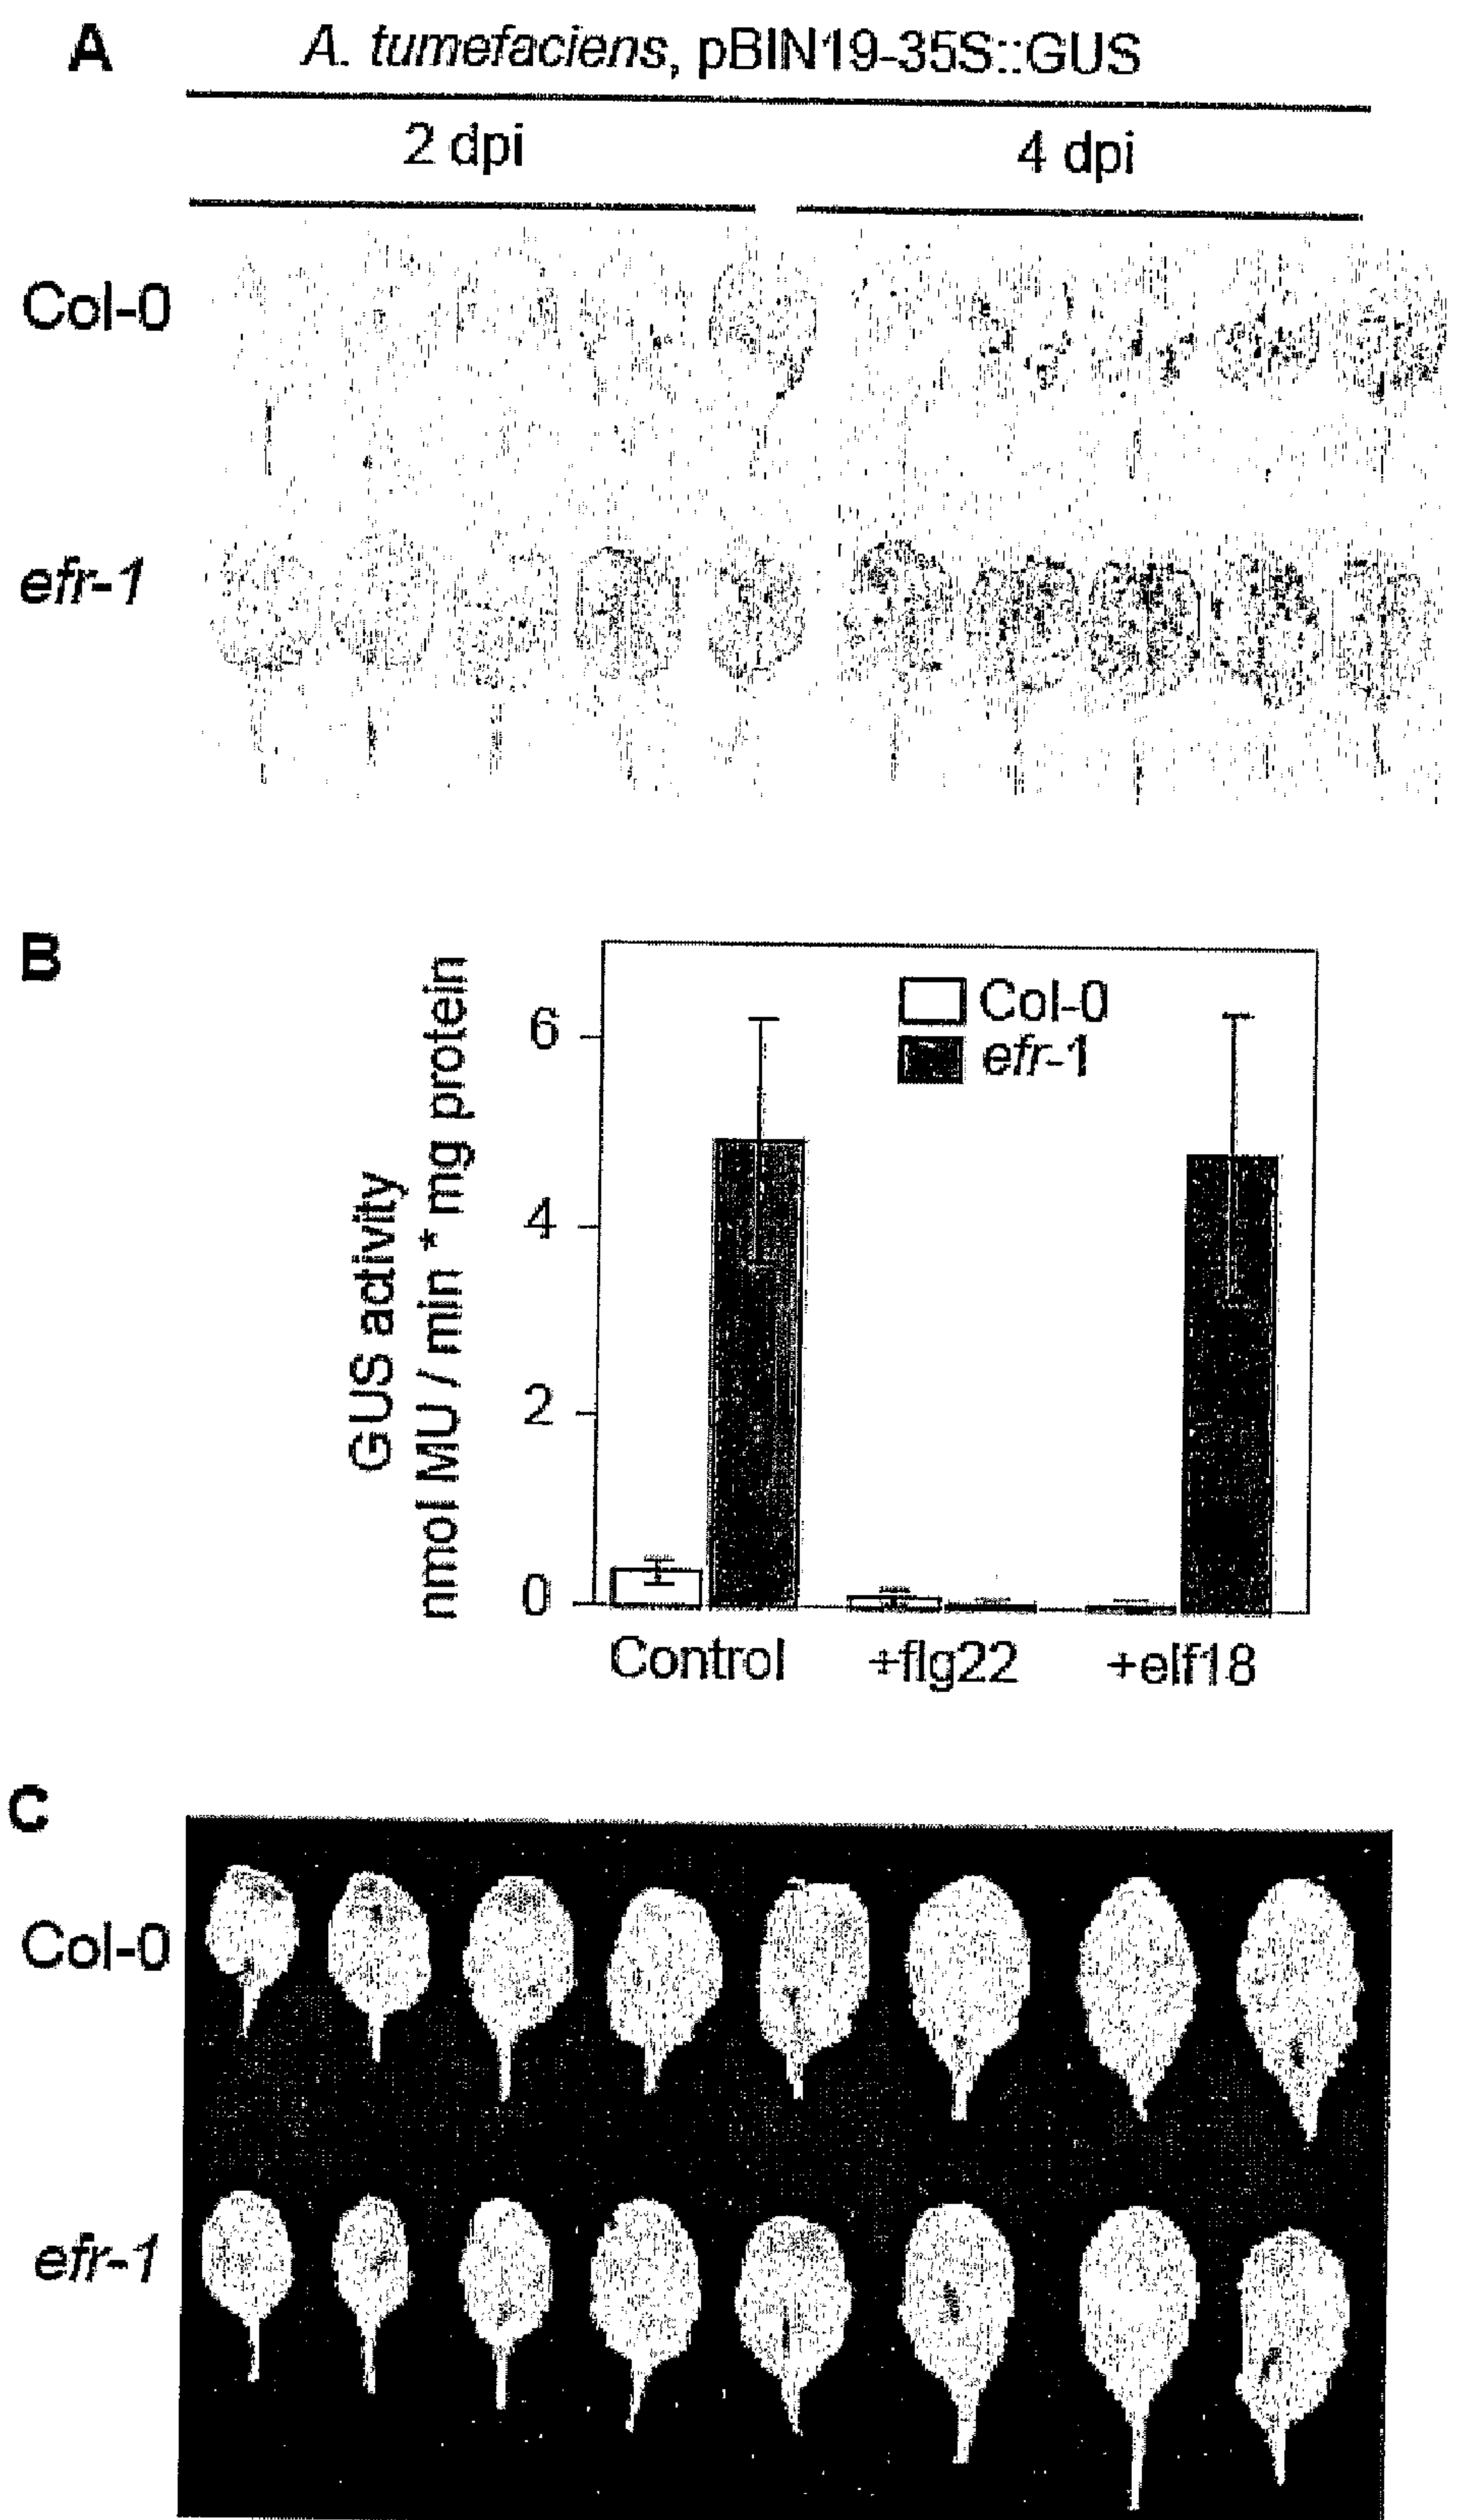 A
A. tumefaciens, pBIN19-35S::GUS
2 dpi 4 dpi
Col-0
efr-1
B
GUS activity
nmol MU / min * mg protein
6
4
2
0
Col-0
efr-1
Control +flg22 +elf18
C
Col-0
efr-1